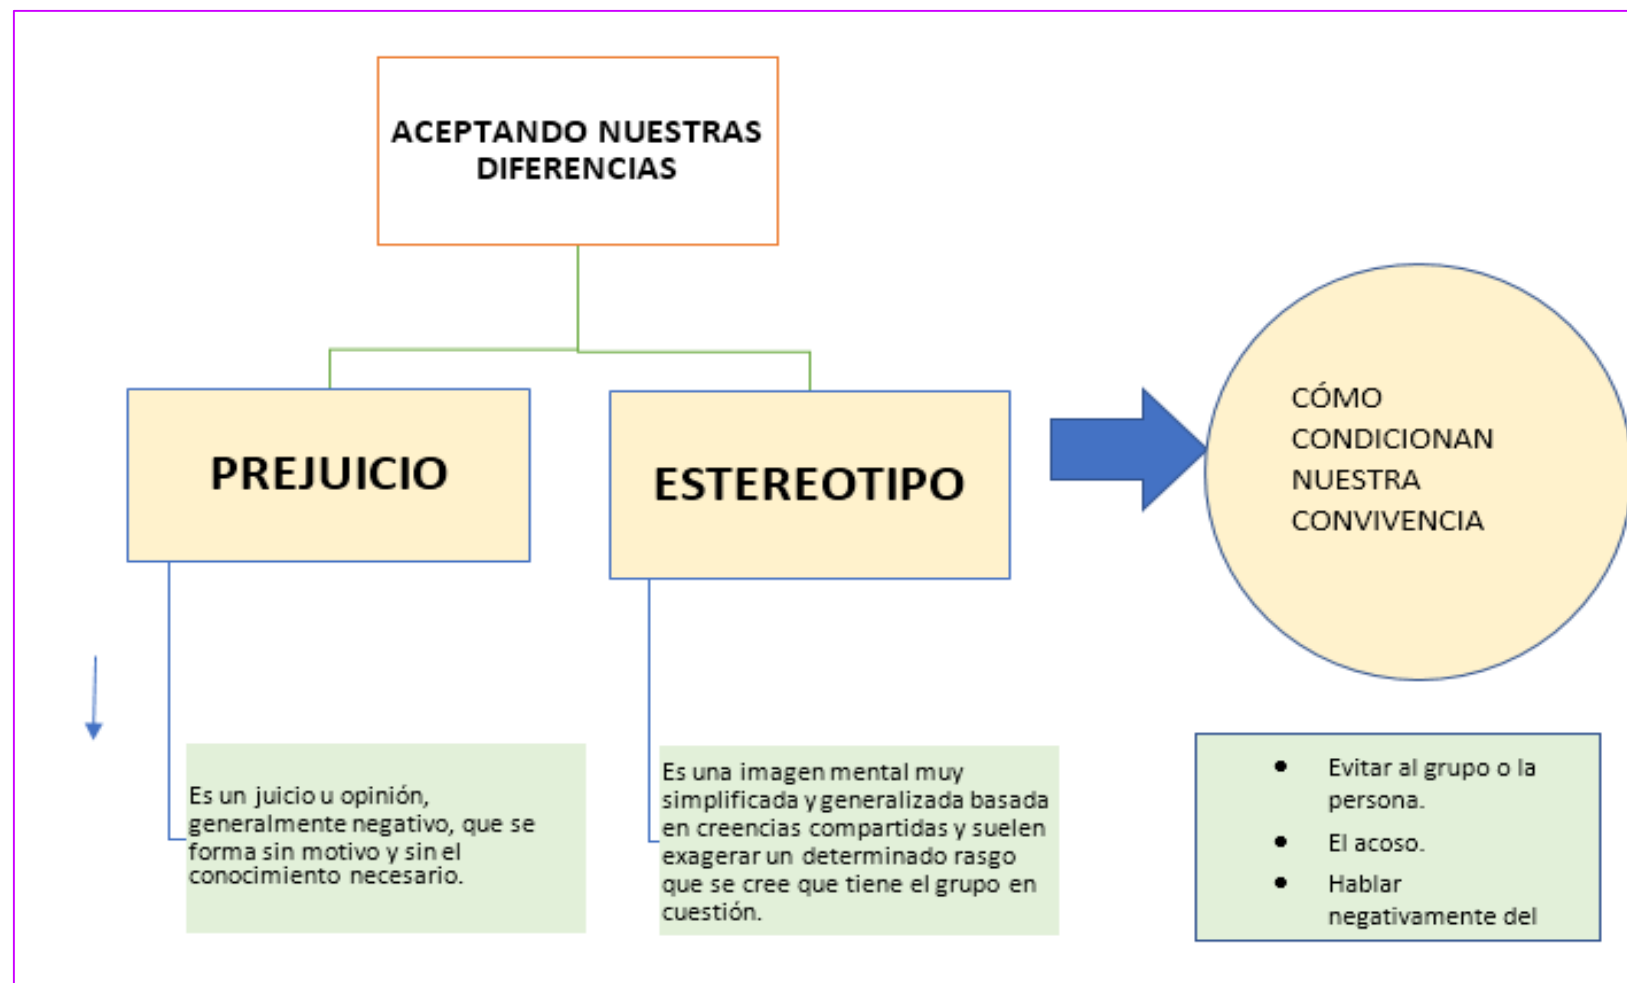 ACEPTANDO NUESTRAS
DIFERENCIAS
PREJUICIO
ESTEREOTIPO
CÓMO
CONDICIONAN
NUESTRA
CONVIVENCIA
Es un juicio u opinión,
generalmente negativo, que se
forma sin motivo y sin el
conocimiento necesario.
Es una imagen mental muy
simplificada y generalizada basada
en creencias compartidas y suelen
exagerar un determinado rasgo
que se cree que tiene el grupo en
cuestión.
• Evitar al grupo o la
persona.
• El acoso.
• Hablar
negativamente del